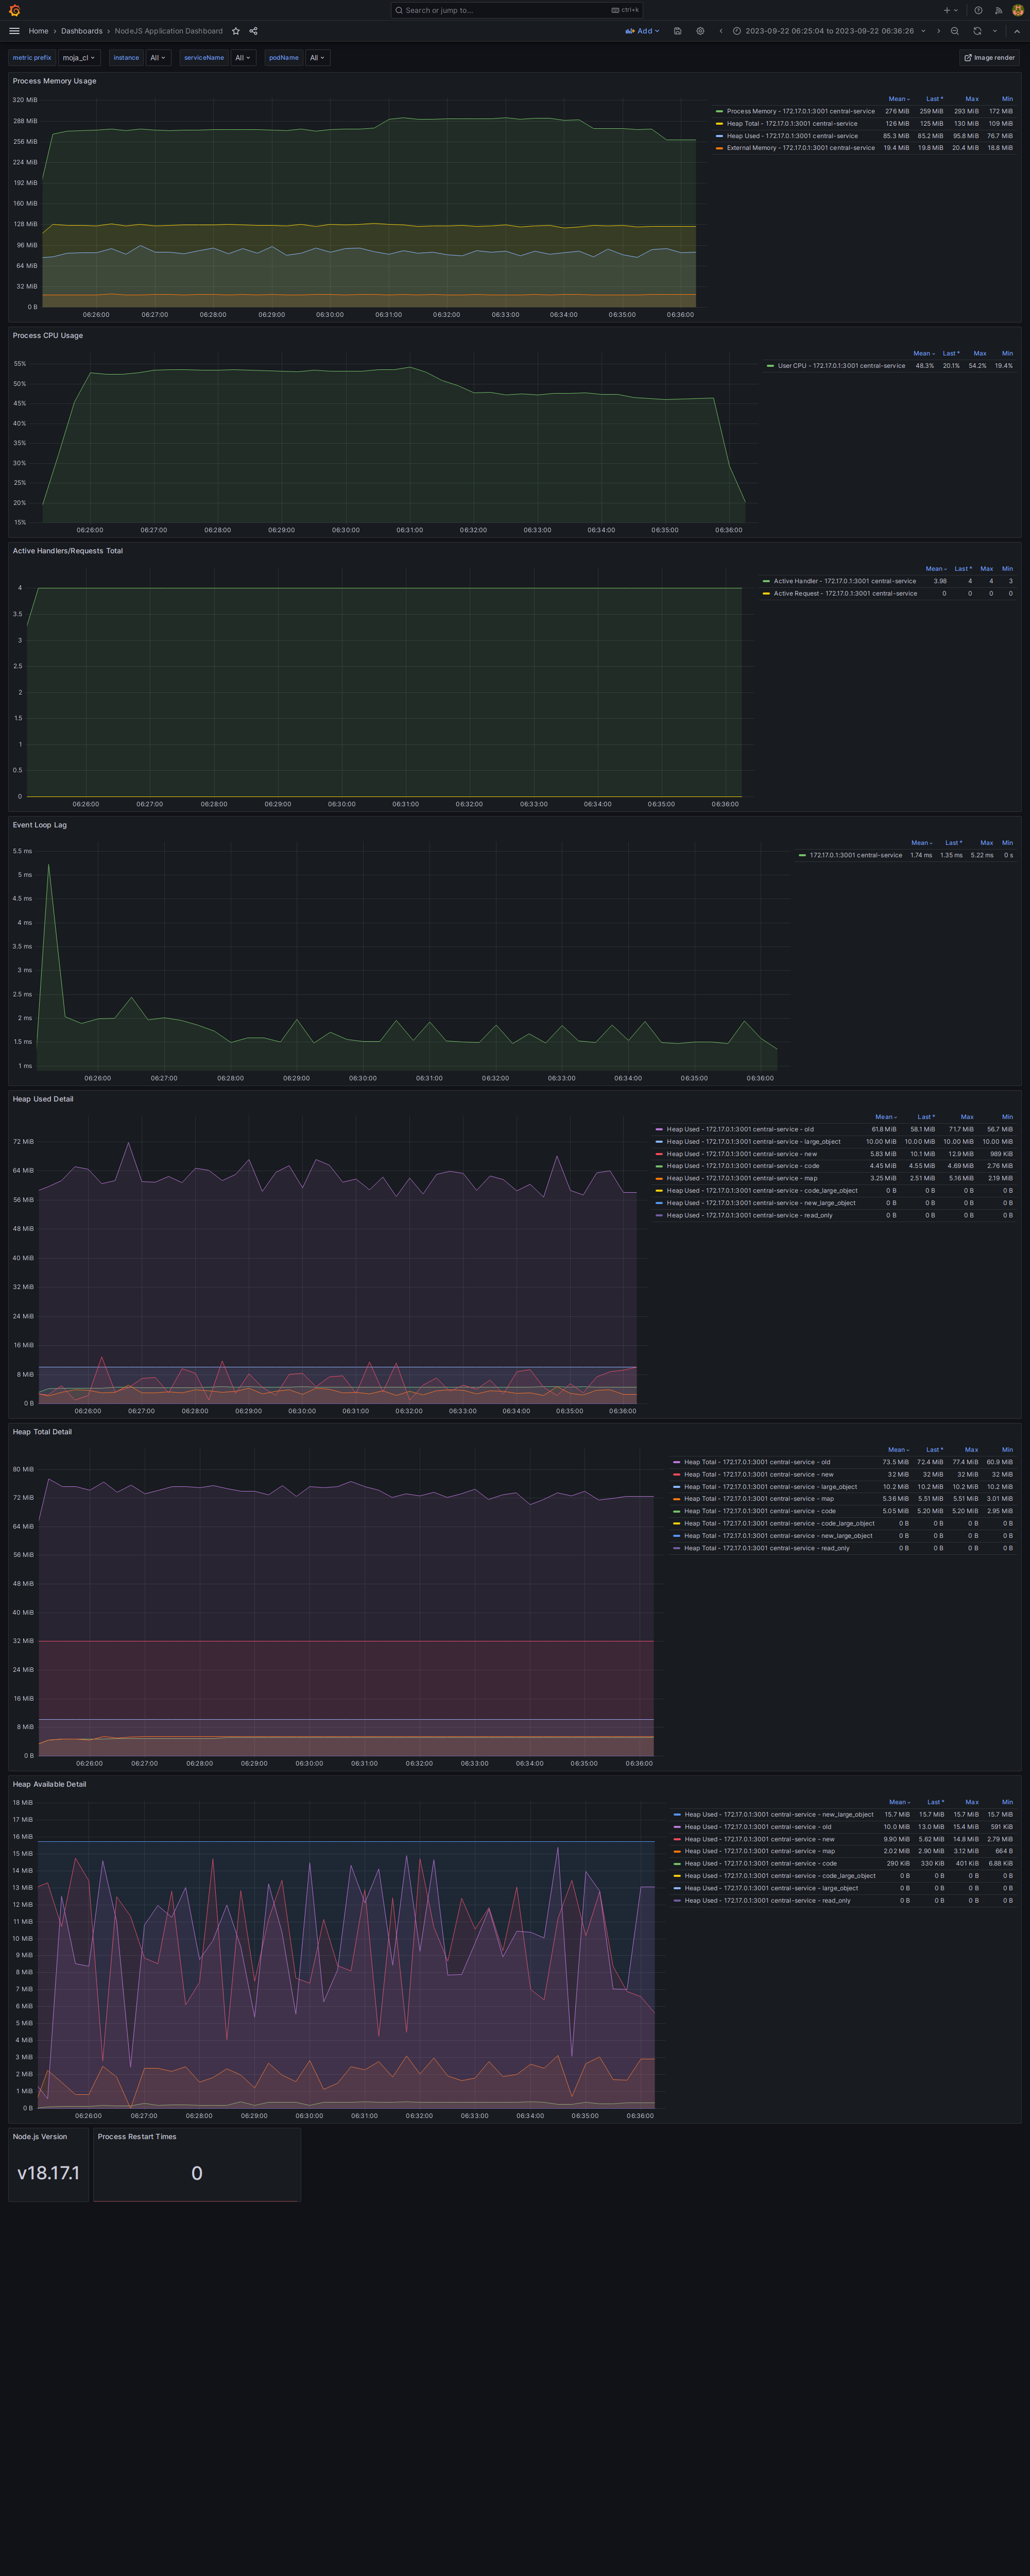 Search or jump to... ctrl+k
Home › Dashboards › NodeJS Application Dashboard Add 2023-09-22 06:25:04 to 2023-09-22 06:36:26
metric prefix moja_cl instance All serviceName All podName All Image render
Process Memory Usage
Mean Last * Max Min
Process Memory - 172.17.0.1:3001 central-service 276 MiB 259 MiB 293 MiB 172 MiB
Heap Total - 172.17.0.1:3001 central-service 126 MiB 125 MiB 130 MiB 109 MiB
Heap Used - 172.17.0.1:3001 central-service 85.3 MiB 85.2 MiB 95.8 MiB 76.7 MiB
External Memory - 172.17.0.1:3001 central-service 19.4 MiB 19.8 MiB 20.4 MiB 18.8 MiB
320 MiB
288 MiB
256 MiB
224 MiB
192 MiB
160 MiB
128 MiB
96 MiB
64 MiB
32 MiB
0 B
06:26:00 06:27:00 06:28:00 06:29:00 06:30:00 06:31:00 06:32:00 06:33:00 06:34:00 06:35:00 06:36:00
Process CPU Usage
Mean Last * Max Min
User CPU - 172.17.0.1:3001 central-service 48.3% 20.1% 54.2% 19.4%
55%
50%
45%
40%
35%
30%
25%
20%
15%
06:26:00 06:27:00 06:28:00 06:29:00 06:30:00 06:31:00 06:32:00 06:33:00 06:34:00 06:35:00 06:36:00
Active Handlers/Requests Total
Mean Last * Max Min
Active Handler - 172.17.0.1:3001 central-service 3.98 4 4 3
Active Request - 172.17.0.1:3001 central-service 0 0 0 0
4
3.5
3
2.5
2
1.5
1
0.5
0
06:26:00 06:27:00 06:28:00 06:29:00 06:30:00 06:31:00 06:32:00 06:33:00 06:34:00 06:35:00 06:36:00
Event Loop Lag
Mean Last * Max Min
172.17.0.1:3001 central-service 1.74 ms 1.35 ms 5.22 ms 0 s
5.5 ms
5 ms
4.5 ms
4 ms
3.5 ms
3 ms
2.5 ms
2 ms
1.5 ms
1 ms
06:26:00 06:27:00 06:28:00 06:29:00 06:30:00 06:31:00 06:32:00 06:33:00 06:34:00 06:35:00 06:36:00
Heap Used Detail
Mean Last * Max Min
Heap Used - 172.17.0.1:3001 central-service - old 61.8 MiB 58.1 MiB 71.7 MiB 56.7 MiB
Heap Used - 172.17.0.1:3001 central-service - large_object 10.00 MiB 10.00 MiB 10.00 MiB 10.00 MiB
Heap Used - 172.17.0.1:3001 central-service - new 5.83 MiB 10.1 MiB 12.9 MiB 989 KiB
Heap Used - 172.17.0.1:3001 central-service - code 4.45 MiB 4.55 MiB 4.69 MiB 2.76 MiB
Heap Used - 172.17.0.1:3001 central-service - map 3.25 MiB 2.51 MiB 5.16 MiB 2.19 MiB
Heap Used - 172.17.0.1:3001 central-service - code_large_object 0 B 0 B 0 B 0 B
Heap Used - 172.17.0.1:3001 central-service - new_large_object 0 B 0 B 0 B 0 B
Heap Used - 172.17.0.1:3001 central-service - read_only 0 B 0 B 0 B 0 B
72 MiB
64 MiB
56 MiB
48 MiB
40 MiB
32 MiB
24 MiB
16 MiB
8 MiB
0 B
06:26:00 06:27:00 06:28:00 06:29:00 06:30:00 06:31:00 06:32:00 06:33:00 06:34:00 06:35:00 06:36:00
Heap Total Detail
Mean Last * Max Min
Heap Total - 172.17.0.1:3001 central-service - old 73.5 MiB 72.4 MiB 77.4 MiB 60.9 MiB
Heap Total - 172.17.0.1:3001 central-service - new 32 MiB 32 MiB 32 MiB 32 MiB
Heap Total - 172.17.0.1:3001 central-service - large_object 10.2 MiB 10.2 MiB 10.2 MiB 10.2 MiB
Heap Total - 172.17.0.1:3001 central-service - map 5.36 MiB 5.51 MiB 5.51 MiB 3.01 MiB
Heap Total - 172.17.0.1:3001 central-service - code 5.05 MiB 5.20 MiB 5.20 MiB 2.95 MiB
Heap Total - 172.17.0.1:3001 central-service - code_large_object 0 B 0 B 0 B 0 B
Heap Total - 172.17.0.1:3001 central-service - new_large_object 0 B 0 B 0 B 0 B
Heap Total - 172.17.0.1:3001 central-service - read_only 0 B 0 B 0 B 0 B
80 MiB
72 MiB
64 MiB
56 MiB
48 MiB
40 MiB
32 MiB
24 MiB
16 MiB
8 MiB
0 B
06:26:00 06:27:00 06:28:00 06:29:00 06:30:00 06:31:00 06:32:00 06:33:00 06:34:00 06:35:00 06:36:00
Heap Available Detail
Mean Last * Max Min
Heap Used - 172.17.0.1:3001 central-service - new_large_object 15.7 MiB 15.7 MiB 15.7 MiB 15.7 MiB
Heap Used - 172.17.0.1:3001 central-service - old 10.0 MiB 13.0 MiB 15.4 MiB 591 KiB
Heap Used - 172.17.0.1:3001 central-service - new 9.90 MiB 5.62 MiB 14.8 MiB 2.79 MiB
Heap Used - 172.17.0.1:3001 central-service - map 2.02 MiB 2.90 MiB 3.12 MiB 664 B
Heap Used - 172.17.0.1:3001 central-service - code 290 KiB 330 KiB 401 KiB 6.88 KiB
Heap Used - 172.17.0.1:3001 central-service - code_large_object 0 B 0 B 0 B 0 B
Heap Used - 172.17.0.1:3001 central-service - large_object 0 B 0 B 0 B 0 B
Heap Used - 172.17.0.1:3001 central-service - read_only 0 B 0 B 0 B 0 B
18 MiB
17 MiB
16 MiB
15 MiB
14 MiB
13 MiB
12 MiB
11 MiB
10 MiB
9 MiB
8 MiB
7 MiB
6 MiB
5 MiB
4 MiB
3 MiB
2 MiB
1 MiB
0 B
06:26:00 06:27:00 06:28:00 06:29:00 06:30:00 06:31:00 06:32:00 06:33:00 06:34:00 06:35:00 06:36:00
Node.js Version Process Restart Times
v18.17.1 0